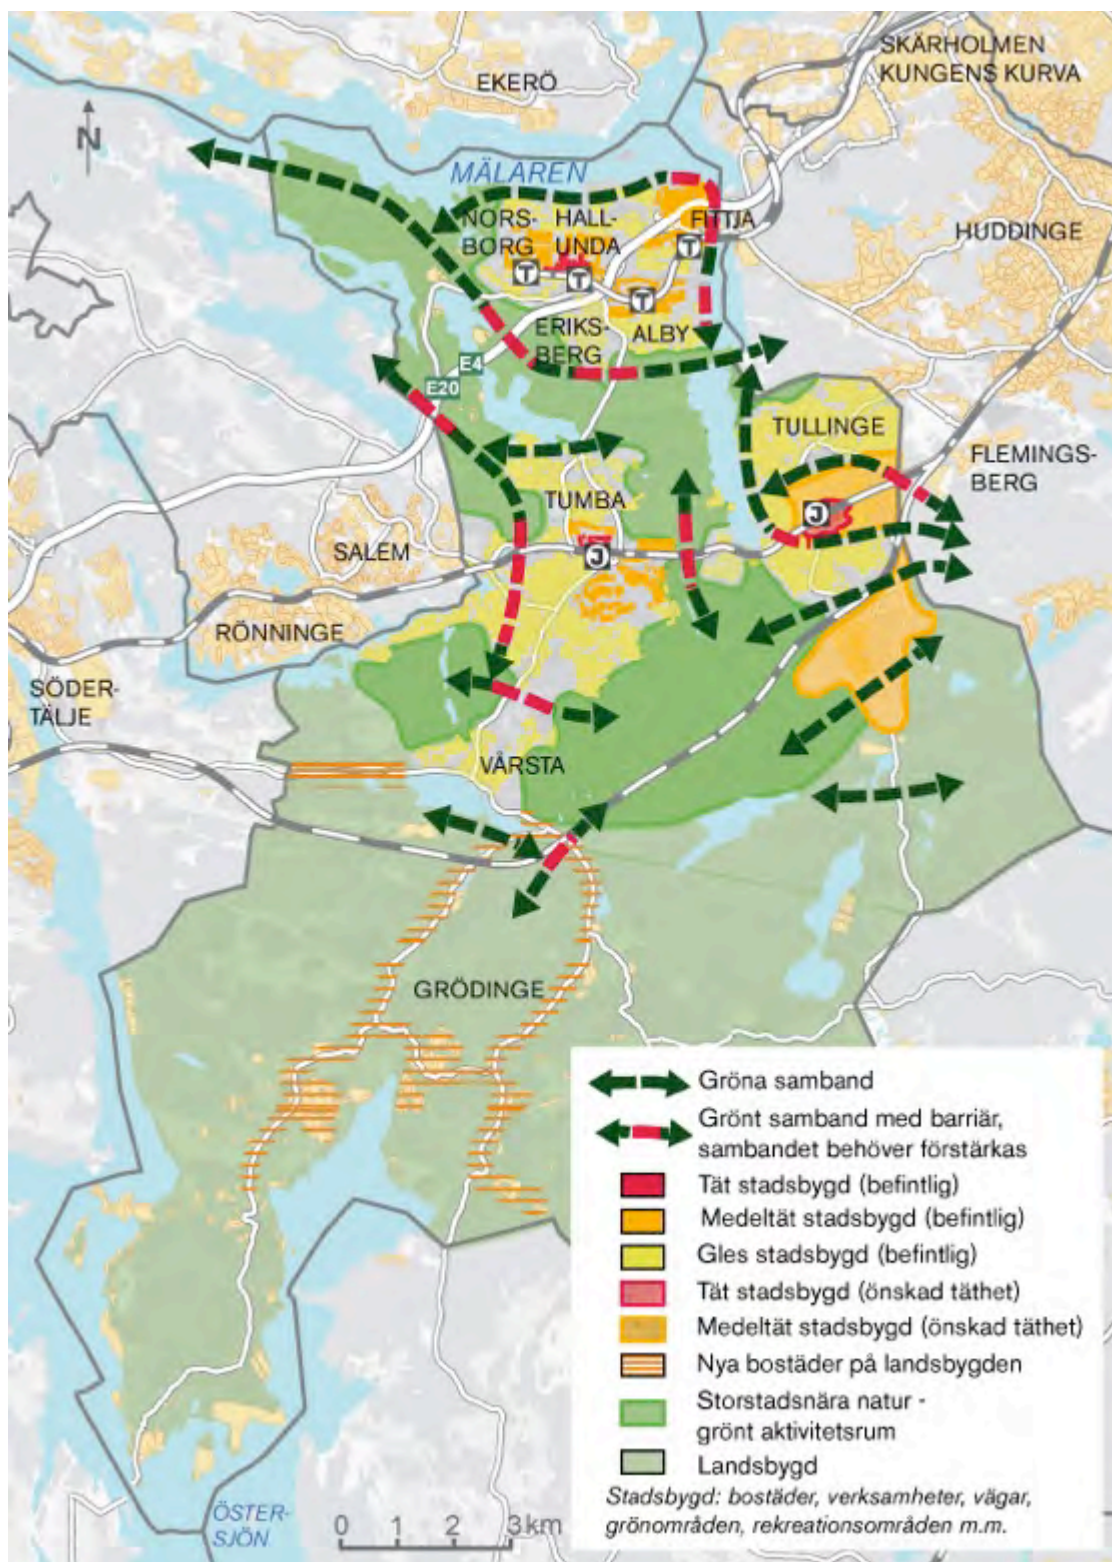 SKÄRHOLMEN
KUNGENS KURVA
EKERÖ
N
MÄLAREN
NORS-
BORG
HALL-
UNDA
FITTJA
HUDDINGE
T
T
T
T
ERIKS-
BERG
ALBY
E4
E20
TULLINGE
FLEMINGS-
BERG
TUMBA
J
SALEM
J
RÖNNINGE
SÖDER-
TÄLJE
VÅRSTA
GRÖDINGE
Gröna samband
Grönt samband med barriär,
sambandet behöver förstärkas
Tät stadsbygd (befintlig)
Medeltät stadsbygd (befintlig)
Gles stadsbygd (befintlig)
Tät stadsbygd (önskad täthet)
Medeltät stadsbygd (önskad täthet)
Nya bostäder på landsbygden
Storstadsnära natur -
grönt aktivitetsrum
Landsbygd
Stadsbygd: bostäder, verksamheter, vägar,
grönområden, rekreationsområden m.m.
ÖSTER-
SJÖN
0 1 2 3 km